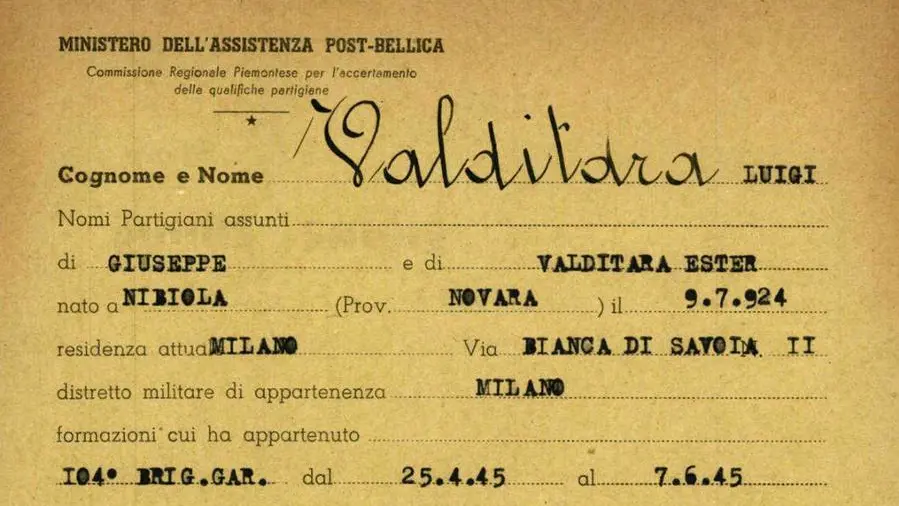 MINISTERO DELL'ASSISTENZA POST-BELLICA
Commissione Regionale Piemontese per l'accertamento
delle qualifiche partigiane
Cognome e Nome Valditara LUIGI
Nomi Partigiani assunti
di GIUSEPPE e di VALDITARA ESTER
nato a NIBIOLA (Prov. NOVARA ) il 9.7.924
residenza attua MILANO Via BIANCA DI SAVOIA II
distretto militare di appartenenza MILANO
formazioni cui ha appartenuto
104° BRIG.GAR. dal 25.4.45 al 7.6.45